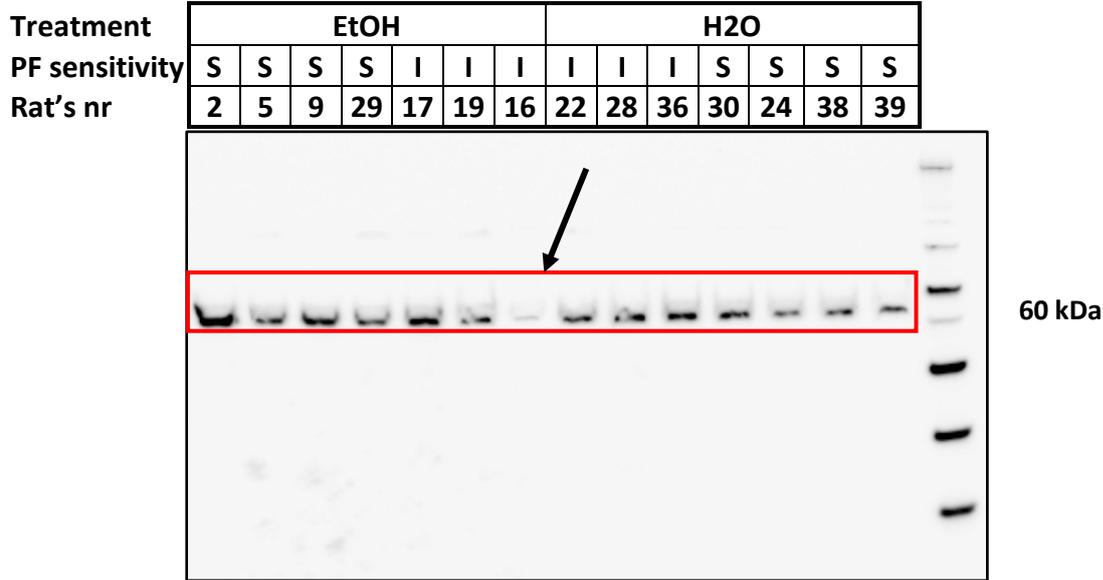 Treatment EtOH H2O
PF sensitivity S S S S I I I I I I S S S S
Rat's nr 2 5 9 29 17 19 16 22 28 36 30 24 38 39
60 kDa